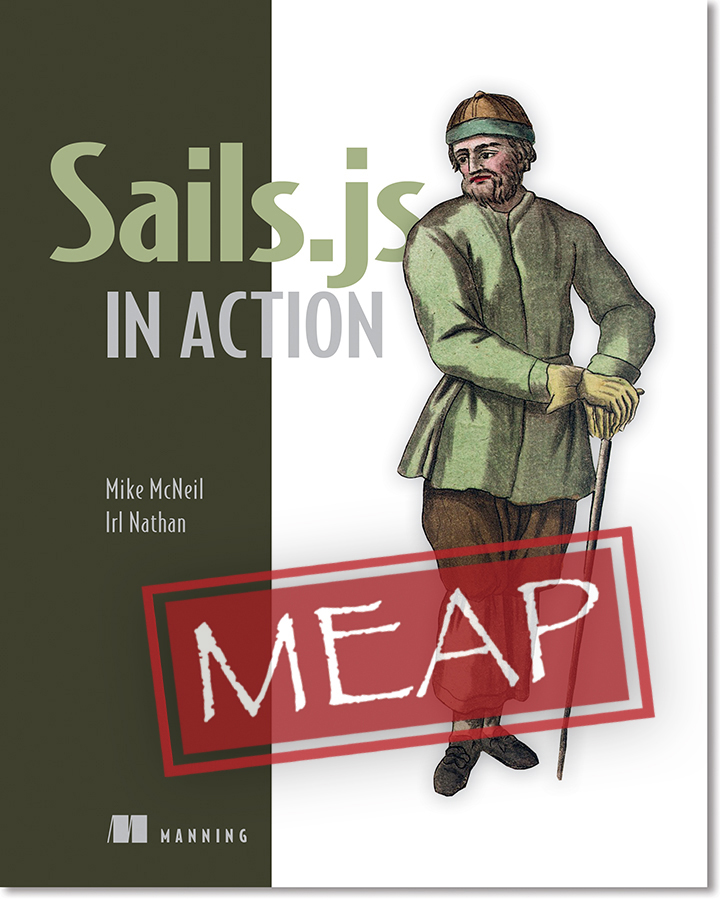 Sails.js
IN ACTION
Mike McNeil
Irl Nathan
MEAP
MANNING